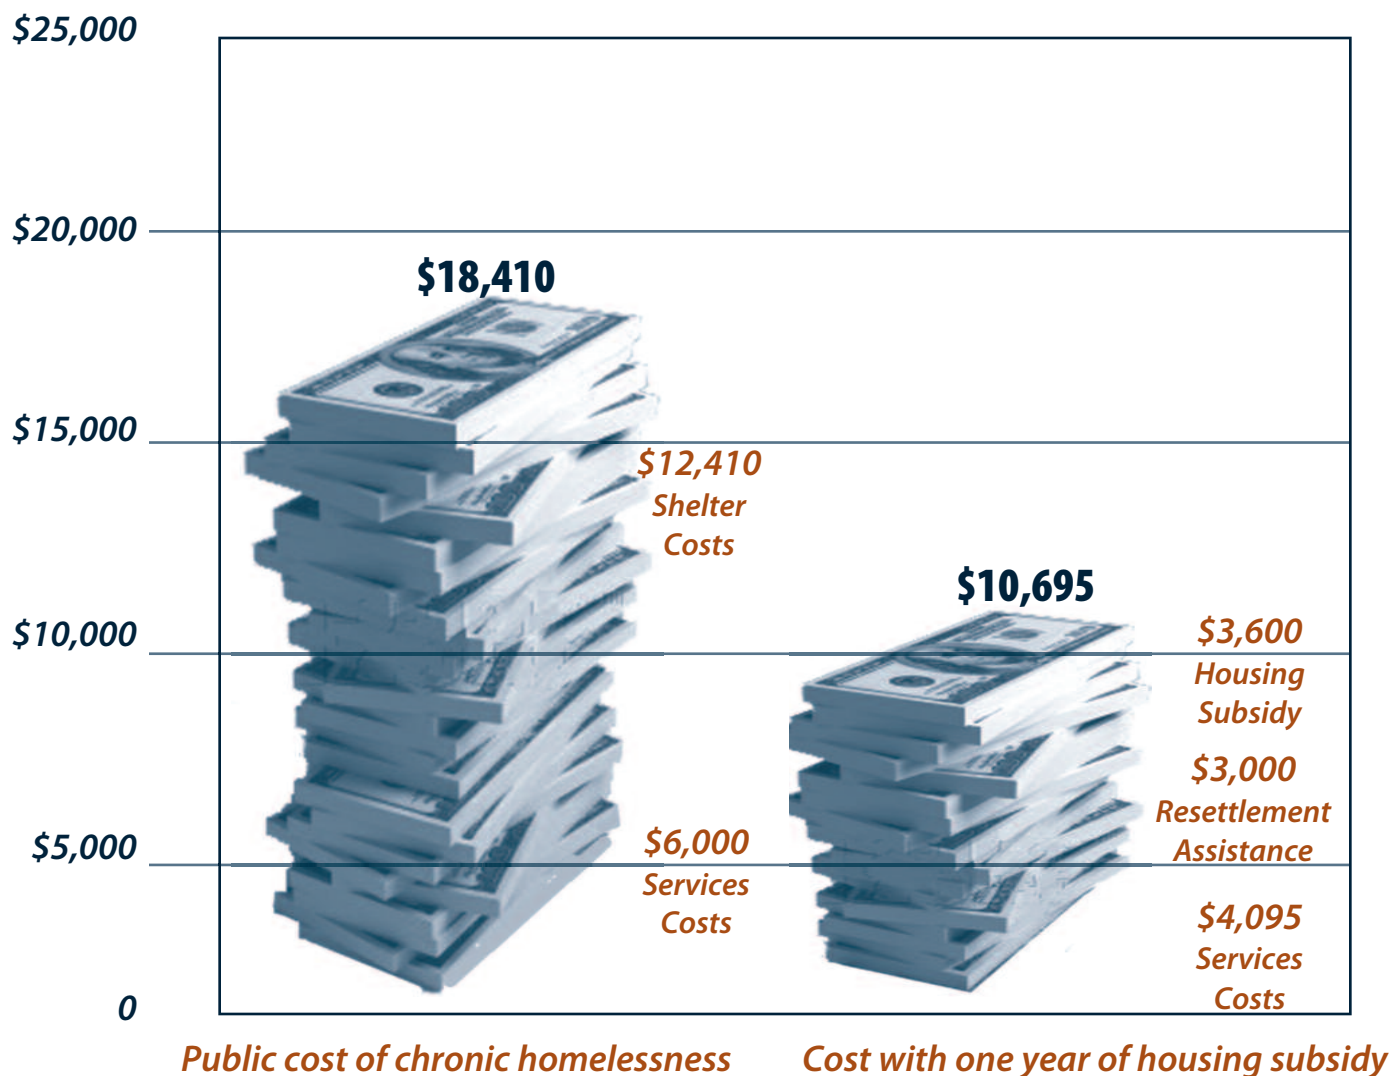 $25,000
$20,000
$15,000
$10,000
$5,000
0
$18,410
$12,410
Shelter
Costs
$6,000
Services
Costs
$10,695
$3,600
Housing
Subsidy
$3,000
Resettlement
Assistance
$4,095
Services
Costs
Public cost of chronic homelessness
Cost with one year of housing subsidy